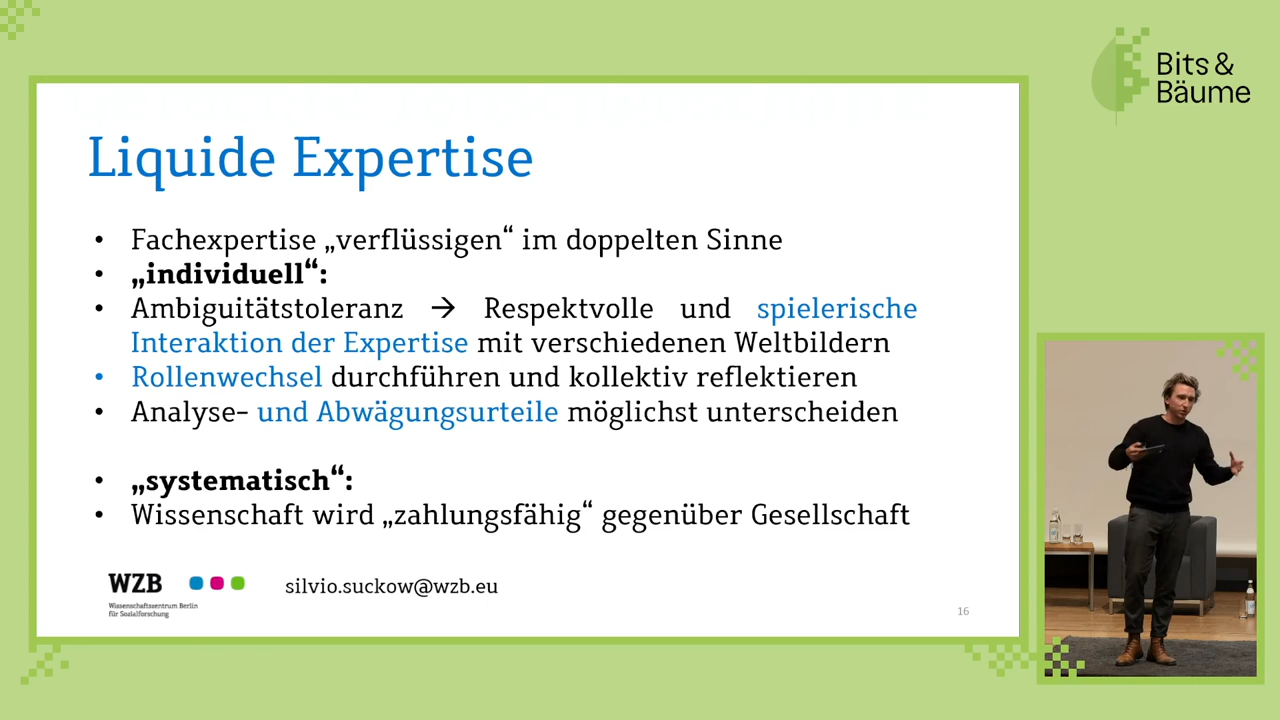 Bits &
Bäume
Liquide Expertise
• Fachexpertise „verflüssigen“ im doppelten Sinne
• „individuell“:
• Ambiguitätstoleranz → Respektvolle und spielerische
Interaktion der Expertise mit verschiedenen Weltbildern
• Rollenwechsel durchführen und kollektiv reflektieren
• Analyse- und Abwägungsurteile möglichst unterscheiden
• „systematisch“:
• Wissenschaft wird „zahlungsfähig“ gegenüber Gesellschaft
WZB
Wissenschaftszentrum Berlin
für Sozialforschung
silvio.suckow@wzb.eu
16